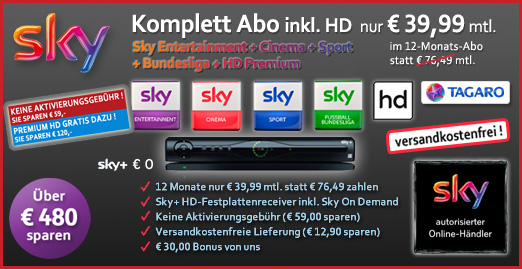 sky
Komplett Abo inkl. HD nur € 39,99 mtl.
Sky Entertainment + Cinema + Sport
+ Bundesliga + HD Premium
im 12-Monats-Abo
statt € 76,49 mtl.
KEINE AKTIVIERUNGSGEBÜHR !
SIE SPAREN € 59,-
PREMIUM HD GRATIS DAZU !
SIE SPAREN € 120,-
sky
ENTERTAINMENT
sky
CINEMA
sky
SPORT
sky
FUSSBALL
BUNDESLIGA
hd
TAGARO
versandkostenfrei !
sky+ € 0
Über
€ 480
sparen
12 Monate nur € 39,99 mtl. statt € 76,49 zahlen
Sky+ HD-Festplattenreceiver inkl. Sky On Demand
Keine Aktivierungsgebühr (€ 59,00 sparen)
Versandkostenfreie Lieferung (€ 12,90 sparen)
€ 30,00 Bonus von uns
sky
autorisierter
Online-Händler